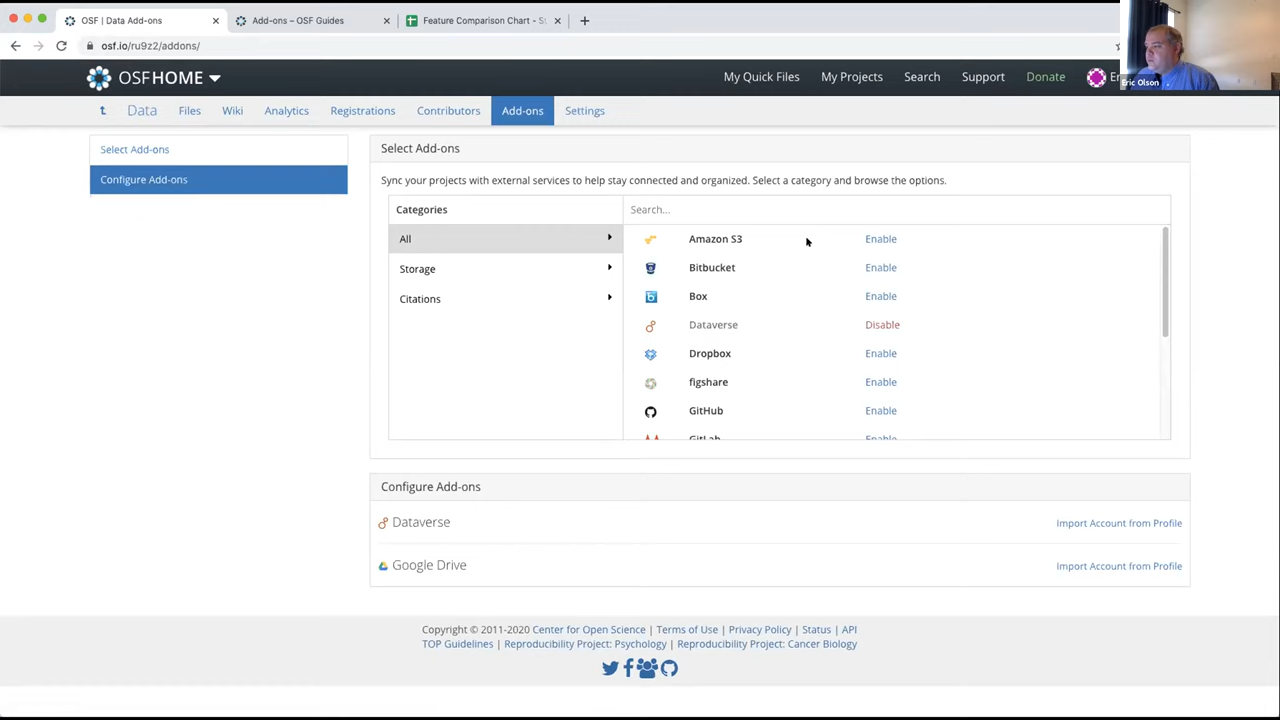 OSF | Data Add-ons
Add-ons – OSF Guides
Feature Comparison Chart - S
osf.io/ru9z2/addons/
OSFHOME
My Quick Files
My Projects
Search
Support
Donate
Er
Eric Olson
Data
Files
Wiki
Analytics
Registrations
Contributors
Add-ons
Settings
Select Add-ons
Configure Add-ons
Select Add-ons
Sync your projects with external services to help stay connected and organized. Select a category and browse the options.
Categories
Search...
All
Storage
Citations
Amazon S3 Enable
Bitbucket Enable
Box Enable
Dataverse Disable
Dropbox Enable
figshare Enable
GitHub Enable
GitLab Enable
Configure Add-ons
Dataverse Import Account from Profile
Google Drive Import Account from Profile
Copyright © 2011-2020 Center for Open Science | Terms of Use | Privacy Policy | Status | API
TOP Guidelines | Reproducibility Project: Psychology | Reproducibility Project: Cancer Biology